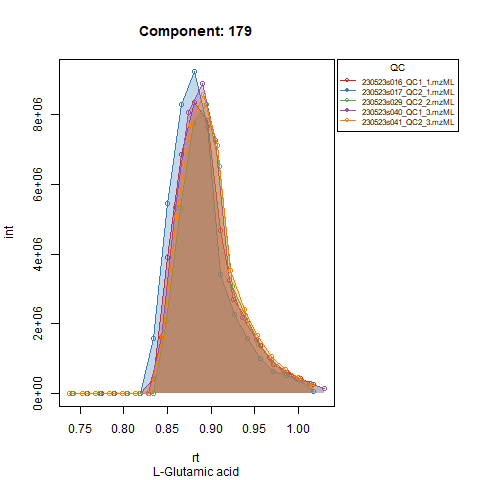 Component: 179
QC
230523s016_QC1_1.mzML
230523s017_QC2_1.mzML
230523s029_QC2_2.mzML
230523s040_QC1_3.mzML
230523s041_QC2_3.mzML
int
8e+06
6e+06
4e+06
2e+06
0e+00
0.75 0.80 0.85 0.90 0.95 1.00
rt
L-Glutamic acid